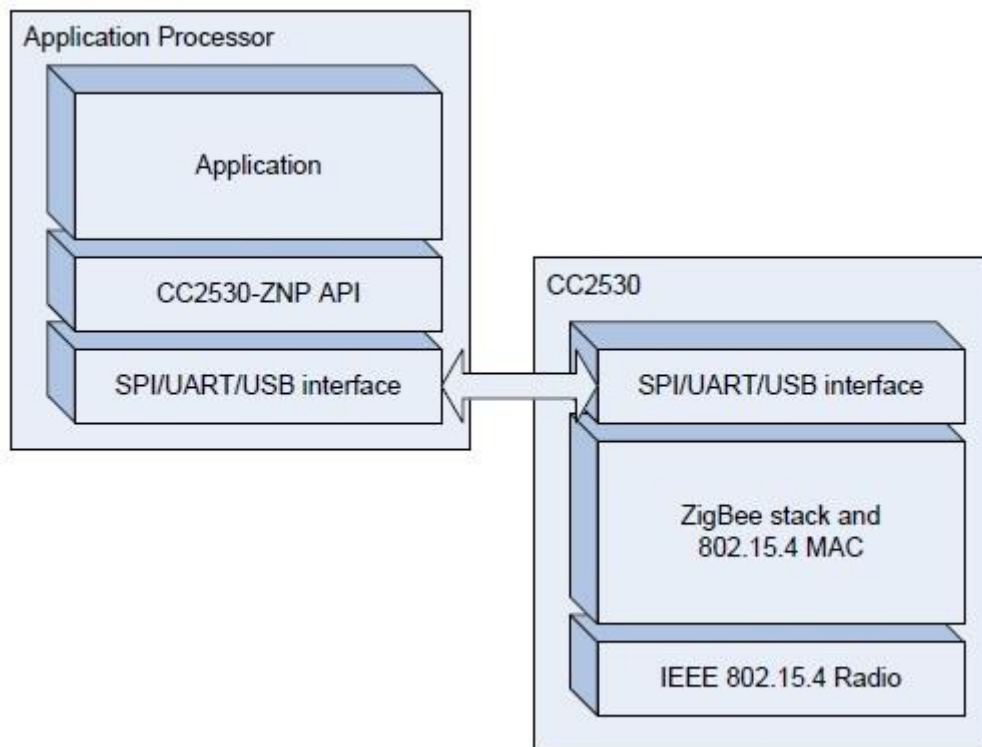 Application Processor
Application
CC2530-ZNP API
SPI/UART/USB interface
CC2530
SPI/UART/USB interface
ZigBee stack and
802.15.4 MAC
IEEE 802.15.4 Radio